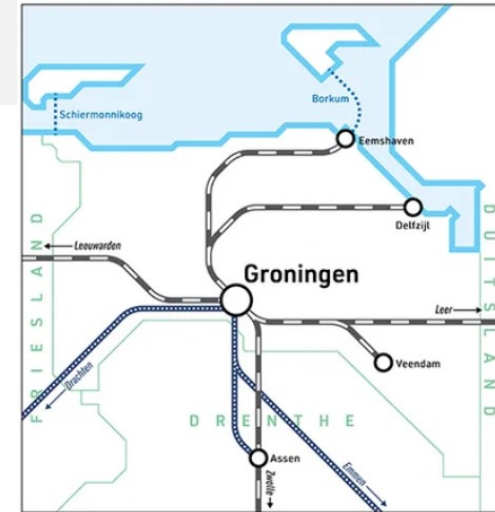 Borkum
Schiermonnikoog
Eemshaven
Delfzijl
Leeuwarden
Groningen
FRIESLAND
DUITSLAND
Leer
Veendam
Drachten
DRENTHE
Assen
Emmen
Zwolle